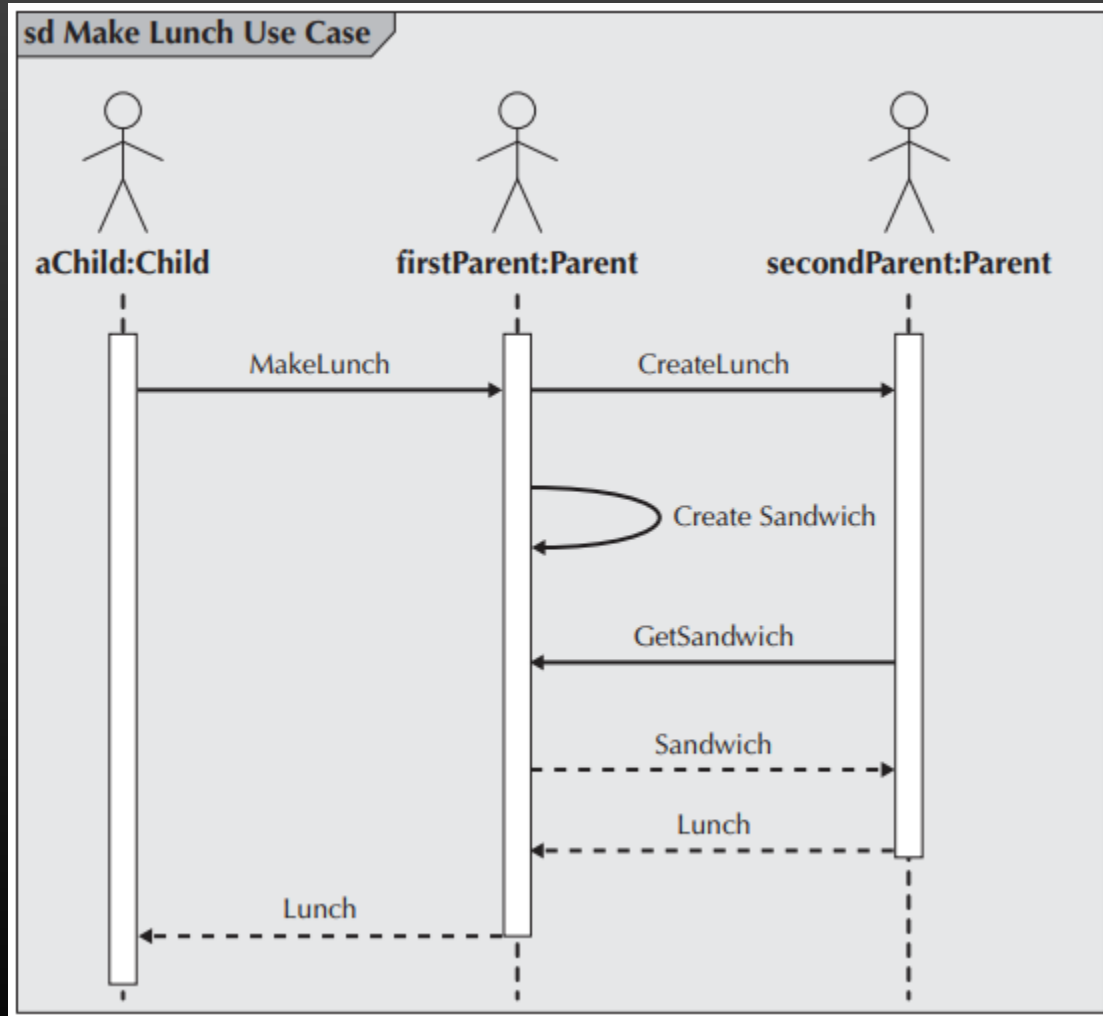 sd Make Lunch Use Case
aChild:Child
firstParent:Parent
secondParent:Parent
MakeLunch
CreateLunch
Create Sandwich
GetSandwich
Sandwich
Lunch
Lunch